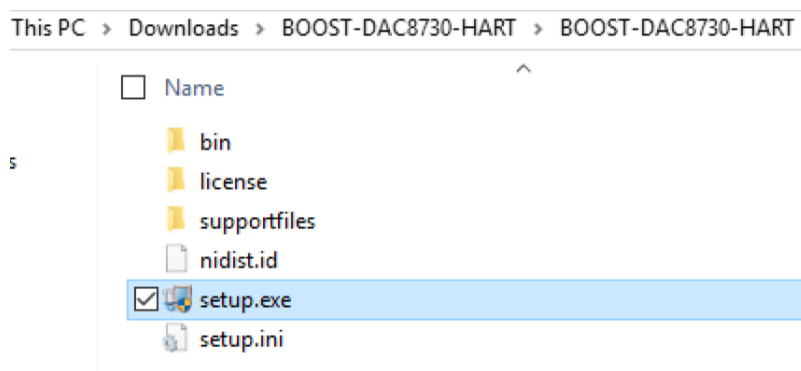 This PC > Downloads > BOOST-DAC8730-HART > BOOST-DAC8730-HART
Name
bin
s
license
supportfiles
nidist.id
setup.exe
setup.ini